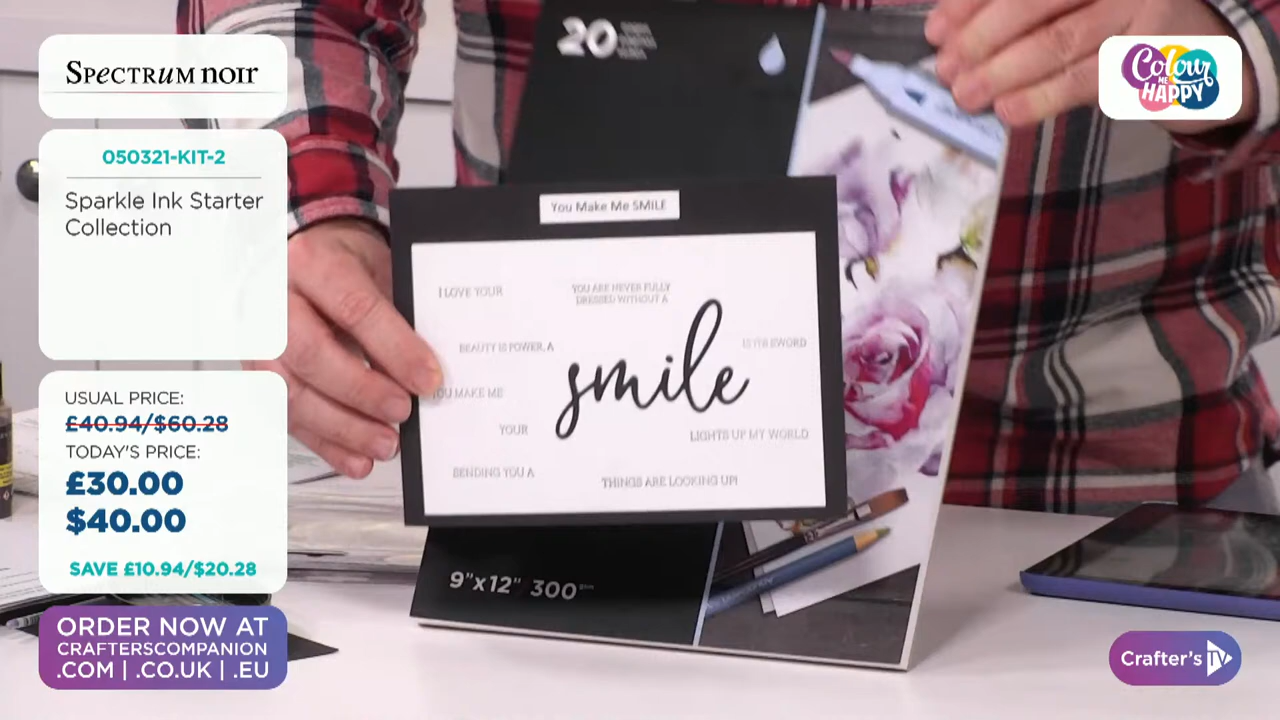 SPECTRUM NOIR
050321-KIT-2
Sparkle Ink Starter
Collection
USUAL PRICE:
£40.94/$60.28
TODAY'S PRICE:
£30.00
$40.00
SAVE £10.94/$20.28
ORDER NOW AT
CRAFTERSCOMPANION
.COM | .CO.UK | .EU
20
You Make Me SMILE
I LOVE YOUR
YOU ARE NEVER FULLY
DRESSED WITHOUT A
BEAUTY IS POWER, A
smile
SWORD
YOU MAKE ME
YOUR
LIGHTS UP MY WORLD
SENDING YOU A
THINGS ARE LOOKING UP!
9"x12" 300
Colour
ME
HAPPY
Crafter's TV